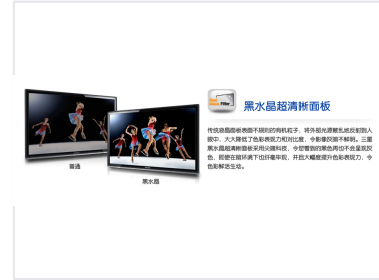 黑水晶超清晰面板
传统液晶面板表面不规则的有机粒子，将外部光源散乱地反射到人
眼中，大大降低了色彩表现力和对比度，令影像灰暗不鲜明。三星
黑水晶超清晰面板采用尖端科技，令您看到的黑色再也不会呈现灰
色，即使在暗环境下也纤毫毕现，并且大幅度提升色彩表现力，令
色彩鲜活生动。
普通
黑水晶